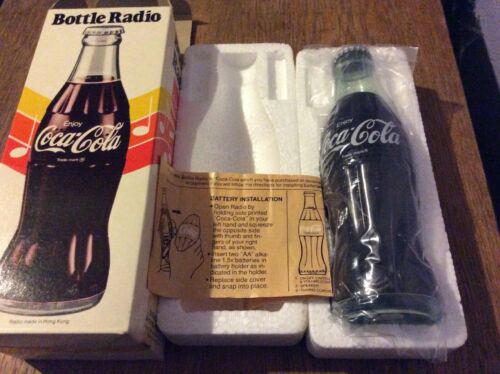 Bottle Radio
Enjoy
Coca-Cola
Trade-mark ®
Radio made in Hong Kong
ENJOY
Coca-Cola
BATTERY INSTALLATION
• Open Radio by
holding side printed
"Coca-Cola" in your
left hand and squeeze
the opposite side
with thumb and fin-
gers of your right
hand, as shown.
• Insert two "AA" alka-
line 1.5v batteries in
battery holder as in-
dicated in the holder.
• Replace side cover
and snap into place.